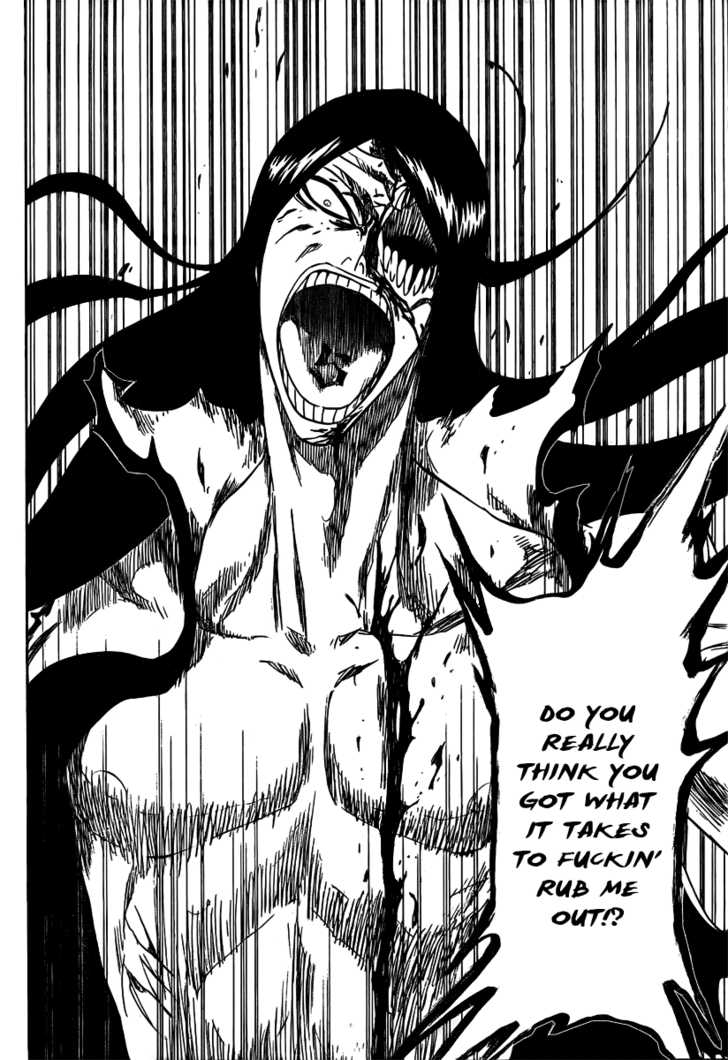 DO YOU
REALLY
THINK YOU
GOT WHAT
IT TAKES
TO FUCKIN'
RUB ME
OUT!?